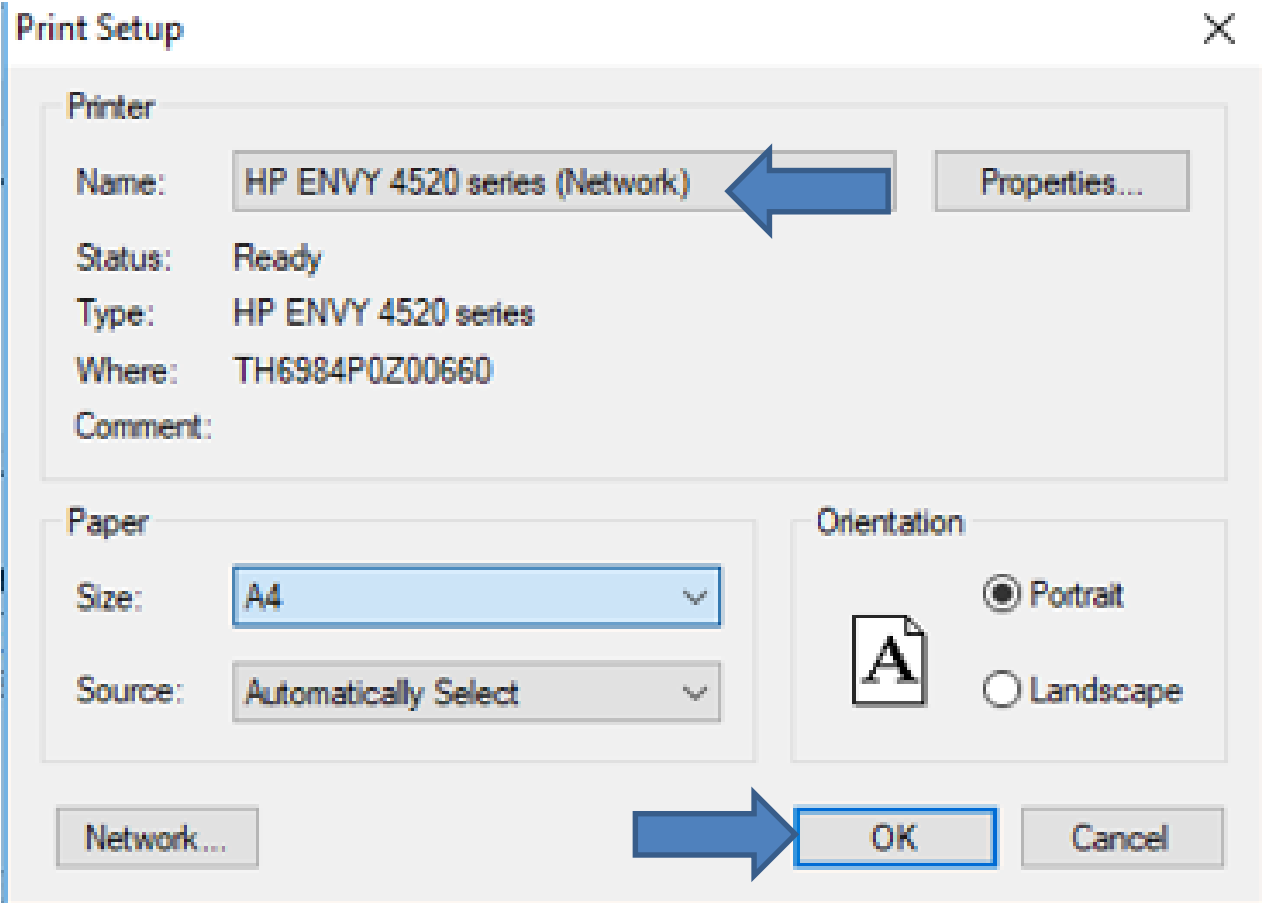 Print Setup
Printer
Name: HP ENVY 4520 series (Network) Properties...
Status: Ready
Type: HP ENVY 4520 series
Where: TH6984P0Z00660
Comment:
Paper Orientation
Size: A4 Portrait
A
Source: Automatically Select Landscape
Network... OK Cancel